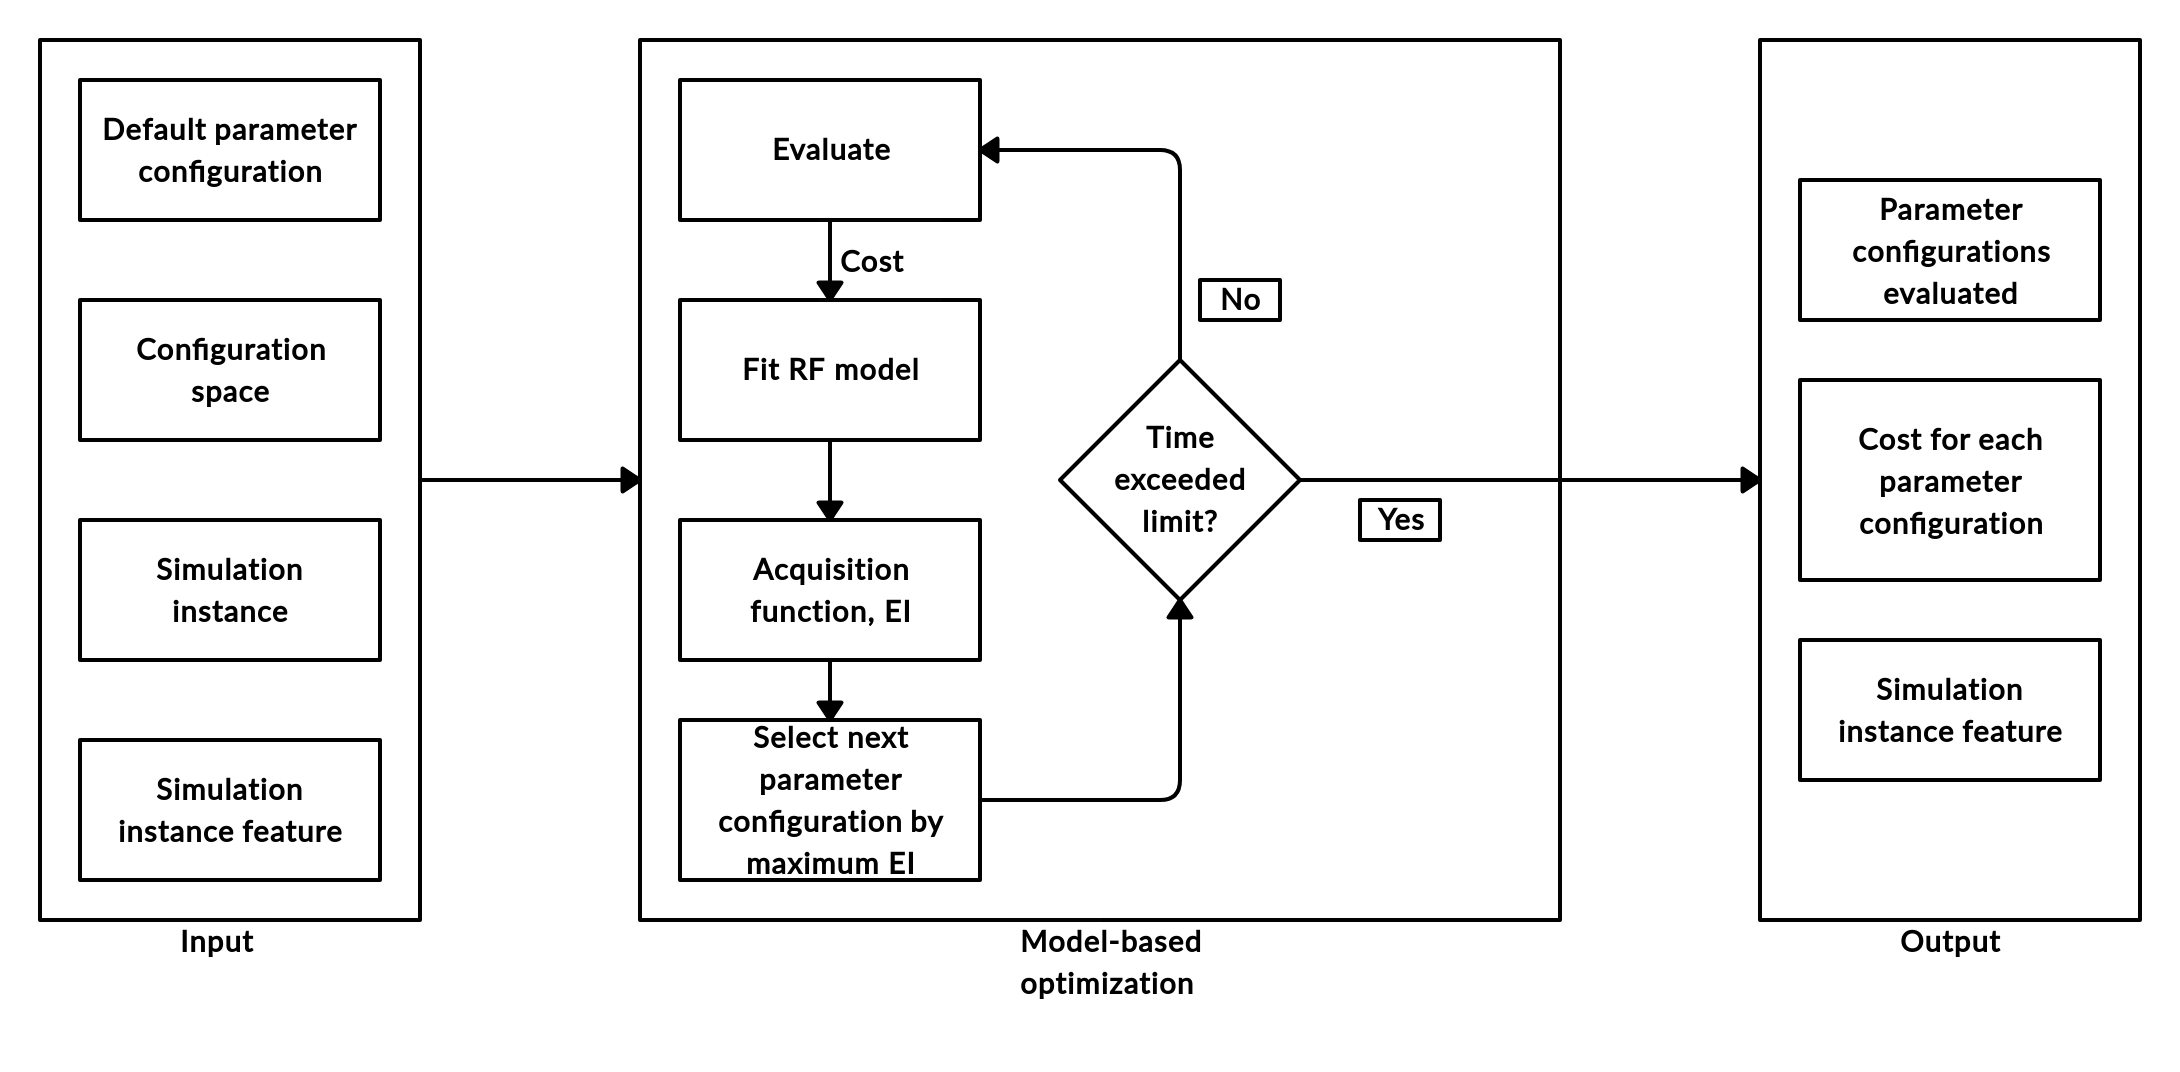 Default parameter
configuration
Configuration
space
Simulation
instance
Simulation
instance feature
Input
Evaluate
Cost
Fit RF model
Acquisition
function, EI
Select next
parameter
configuration by
maximum EI
No
Time
exceeded
limit?
Yes
Model-based
optimization
Parameter
configurations
evaluated
Cost for each
parameter
configuration
Simulation
instance feature
Output